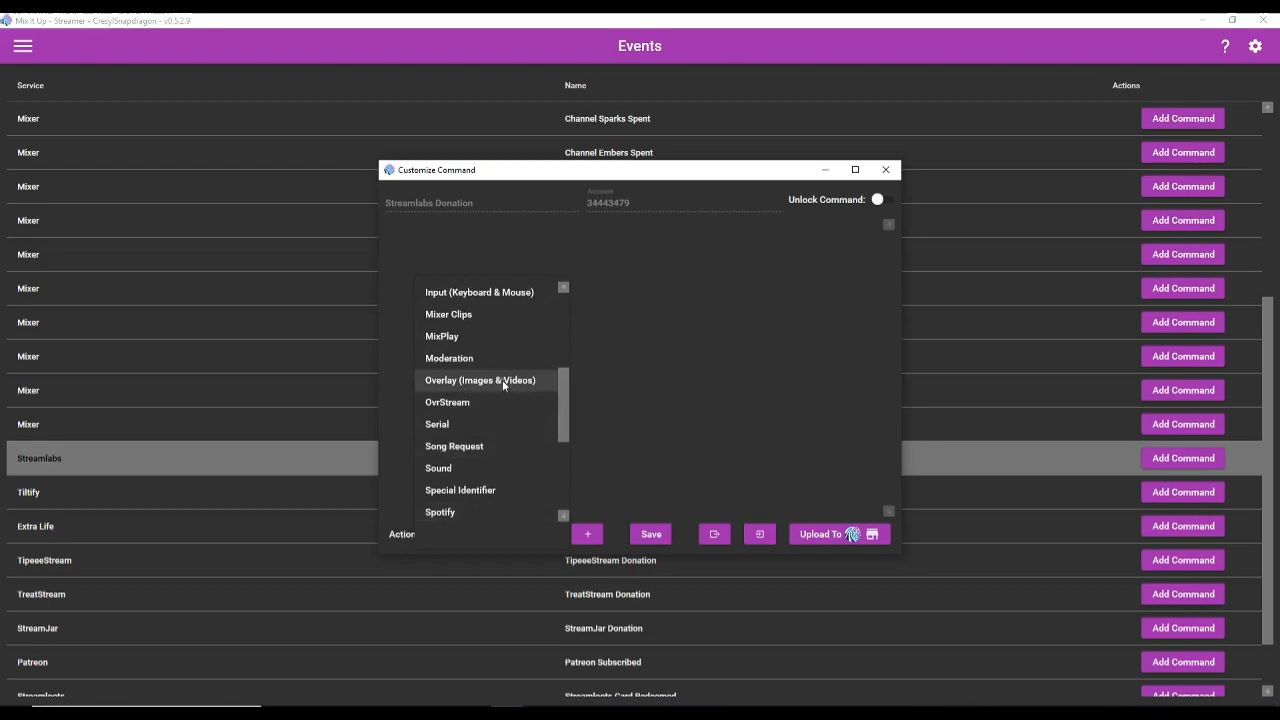 Mix It Up - Streamer - CresylSnapdragon - v0.5.2.9
Events
?
Service Name Actions
Mixer Channel Sparks Spent Add Command
Mixer Channel Embers Spent Add Command
Customize Command
Mixer Add Command
Account
Streamlabs Donation 34443479 Unlock Command:
Mixer Add Command
Mixer Add Command
Mixer Add Command
Input (Keyboard & Mouse)
Mixer Clips
Mixer Add Command
MixPlay
Mixer Add Command
Moderation
Overlay (Images & Videos)
Mixer Add Command
OvrStream
Mixer Add Command
Serial
Song Request
Streamlabs Add Command
Sound
Special Identifier
Tiltify Add Command
Spotify
Extra Life Add Command
Action + Save Upload To
TipeeeStream TipeeeStream Donation Add Command
TreatStream TreatStream Donation Add Command
StreamJar StreamJar Donation Add Command
Patreon Patreon Subscribed Add Command
Streamloots Streamloots Card Redeemed Add Command